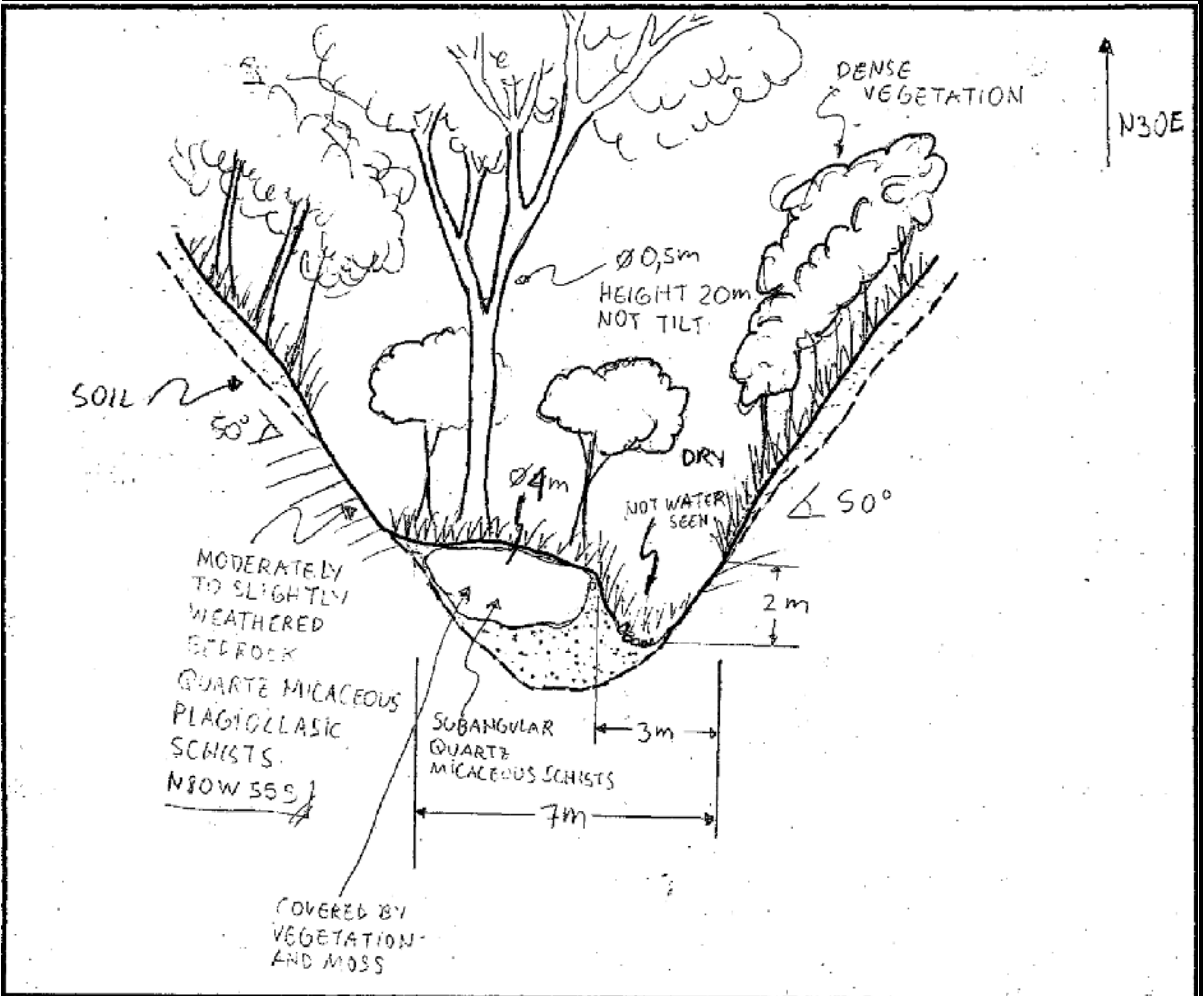 DENSE
VEGETATION
N30E
Ø 0,5m
HEIGHT 20m
NOT TILT
SOIL
50°
DRY
Ø4m
NOT WATER
SEEN
50°
MODERATELY
TO SLIGHTLY
WEATHERED
BEDROCK
QUARTZ MICACEOUS
PLAGIOCLASIC
SCHISTS.
N80W 55S
2m
SUBANGULAR
QUARTZ
MICACEOUS SCHISTS
3m
7m
COVERED BY
VEGETATION
AND MOSS